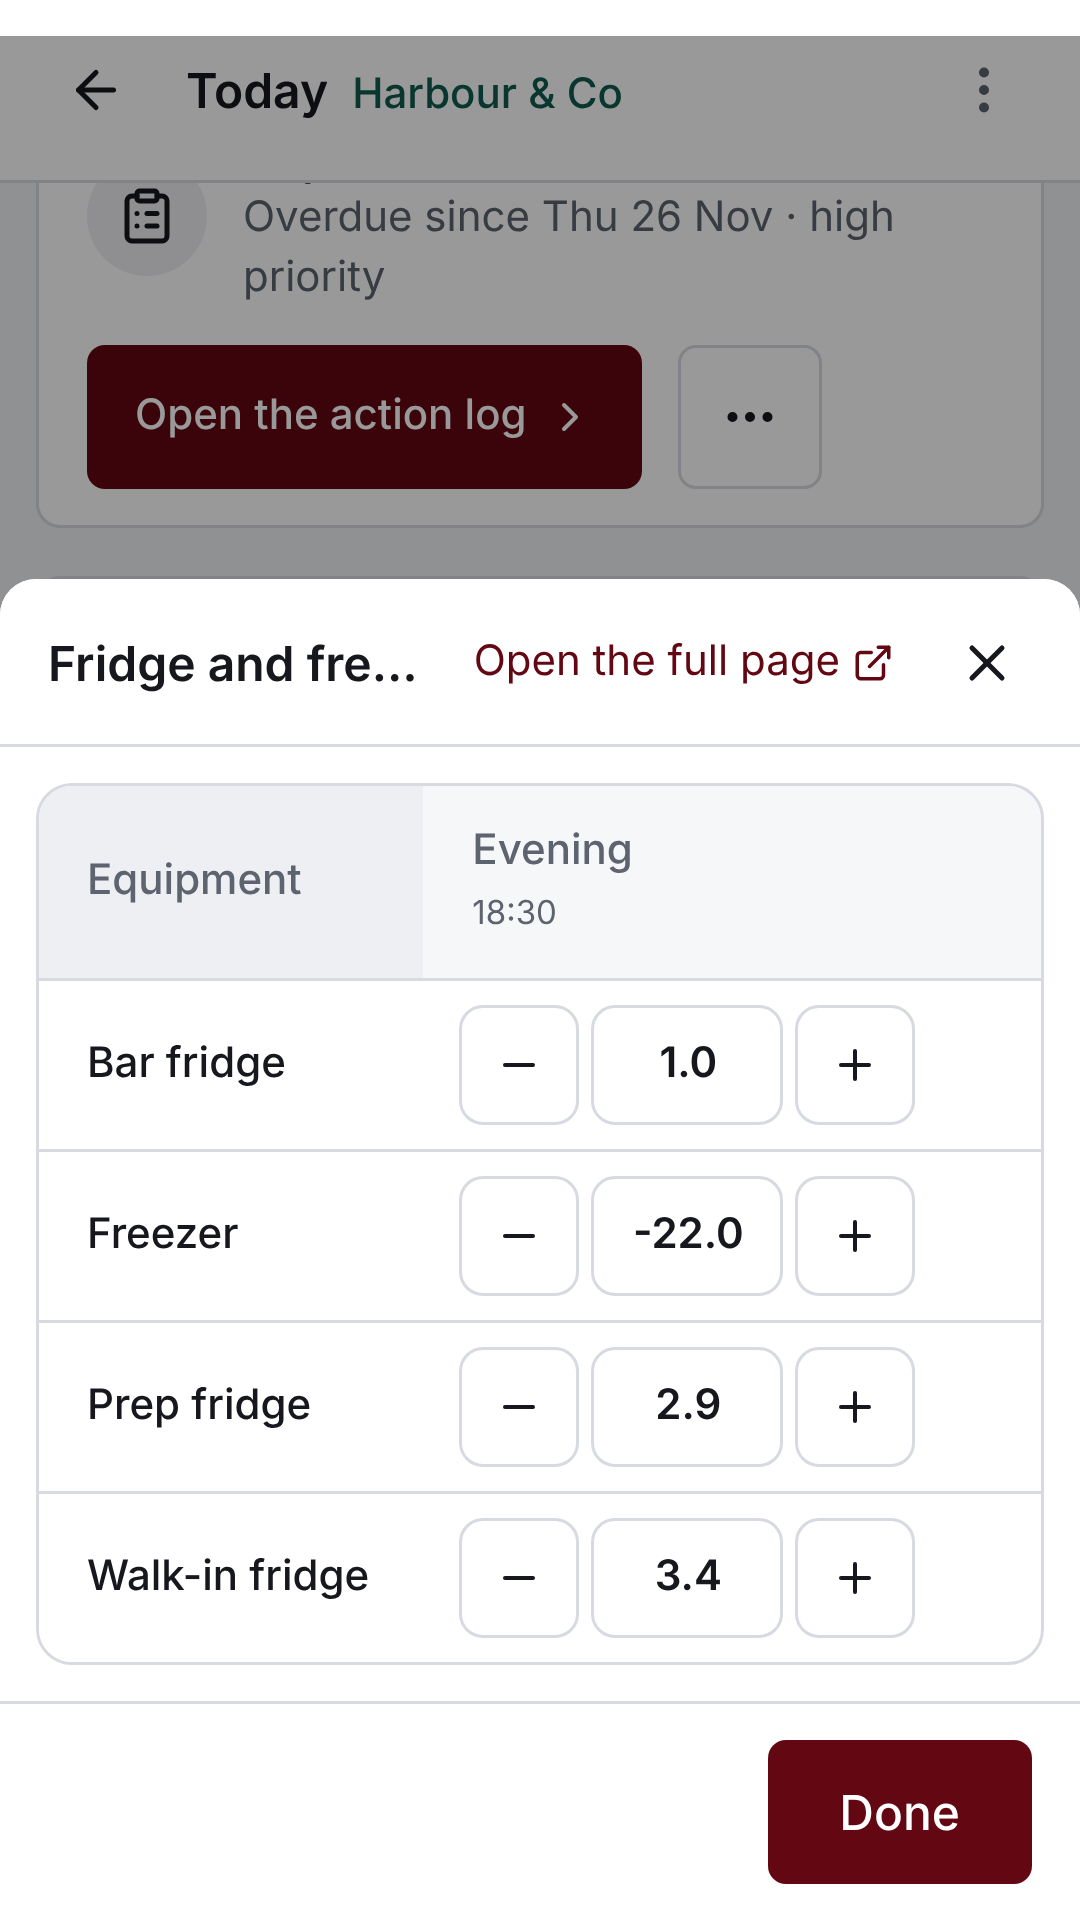 Today Harbour & Co
Overdue since Thu 26 Nov · high
priority
Open the action log
Fridge and fre...
Open the full page
Equipment
Evening
18:30
Bar fridge
1.0
Freezer
-22.0
Prep fridge
2.9
Walk-in fridge
3.4
Done